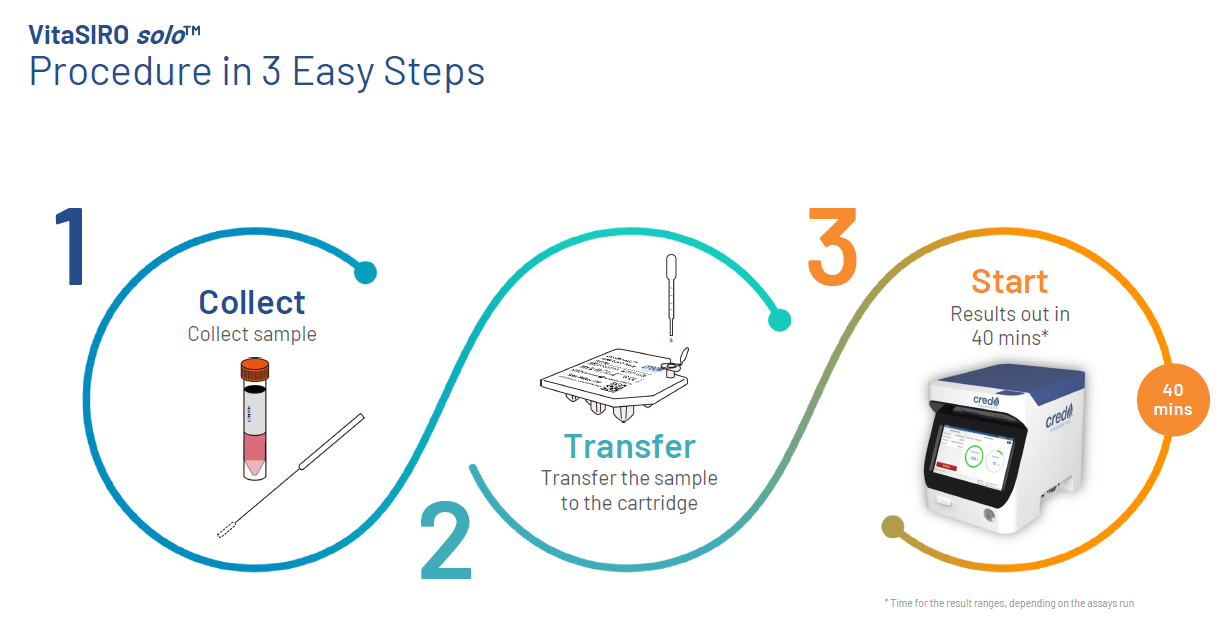 VitaSIRO solo™
Procedure in 3 Easy Steps
1
Collect
Collect sample
2
Transfer
Transfer the sample
to the cartridge
3
Start
Results out in
40 mins*
credo
credo
DIAGNOSTICS
40
mins
* Time for the result ranges, depending on the assays run